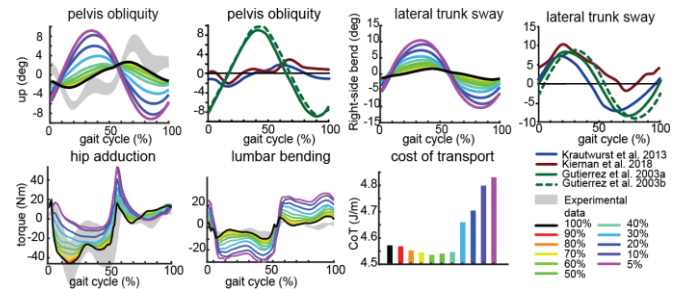 pelvis obliquity
pelvis obliquity
lateral trunk sway
lateral trunk sway
up (deg)
8
4
0
-4
-8
0
50
100
gait cycle (%)
8
4
0
-4
-8
0
50
100
gait cycle (%)
Right-side bend (deg)
15
10
5
0
-5
-10
-15
0
50
100
gait cycle (%)
15
10
5
0
-5
-10
0
50
100
gait cycle (%)
hip adduction
lumbar bending
cost of transport
torque (Nm)
40
20
0
-20
-40
0
50
100
gait cycle (%)
20
0
-20
0
50
100
gait cycle (%)
CoT (J/m)
4.8
4.7
4.6
4.5
Krautwurst et al. 2013
Kiernan et al. 2018
Gutierrez et al. 2003a
Gutierrez et al. 2003b
Experimental
data
100%
90%
80%
70%
60%
50%
40%
30%
20%
10%
5%